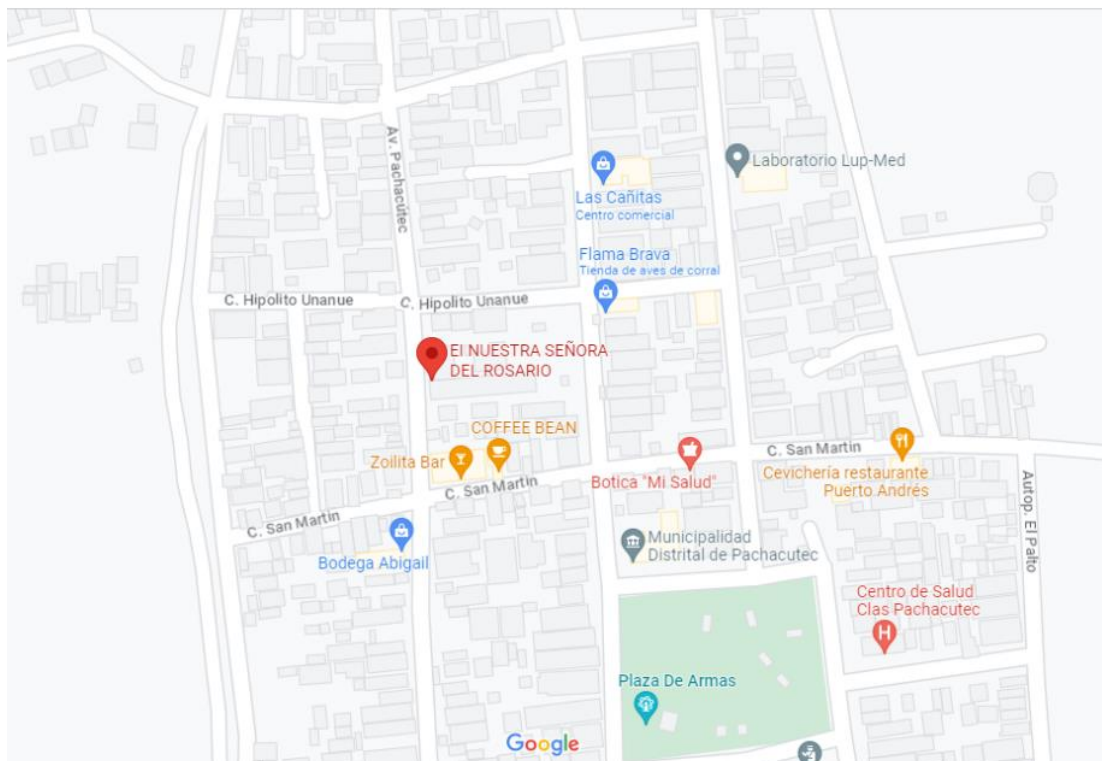 Av. Pachacútec
Laboratorio Lup-Med
Las Cañitas
Centro comercial
Flama Brava
Tienda de aves de corral
C. Hipolito Unanue
C. Hipolito Unanue
EI NUESTRA SEÑORA
DEL ROSARIO
COFFEE BEAN
Zoilita Bar
C. San Martin
C. San Martin
C. San Martin
Botica "Mi Salud"
Cevichería restaurante
Puerto Andrés
Bodega Abigail
Municipalidad
Distrital de Pachacutec
Autop. El Palto
Centro de Salud
Clas Pachacutec
H
Plaza De Armas
Google